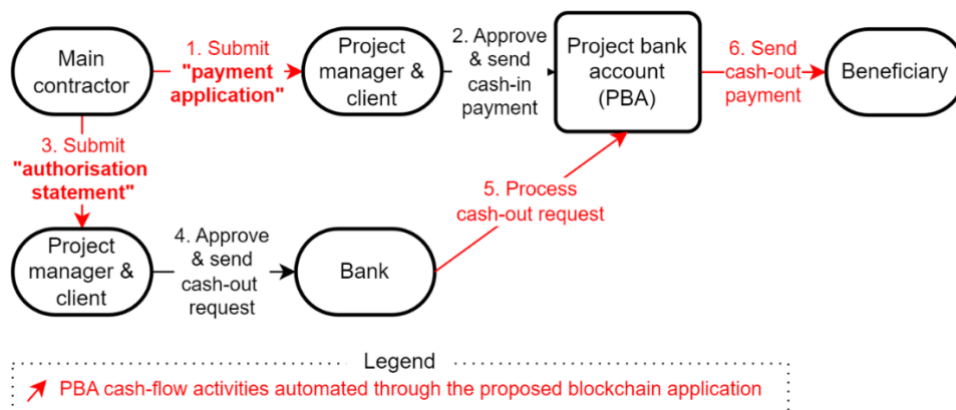 Main
contractor
1. Submit
"payment
application"
Project
manager &
client
2. Approve
& send
cash-in
payment
Project bank
account
(PBA)
6. Send
cash-out
payment
Beneficiary
3. Submit
"authorisation
statement"
Project
manager &
client
4. Approve
& send
cash-out
request
Bank
5. Process
cash-out request
Legend
PBA cash-flow activities automated through the proposed blockchain application